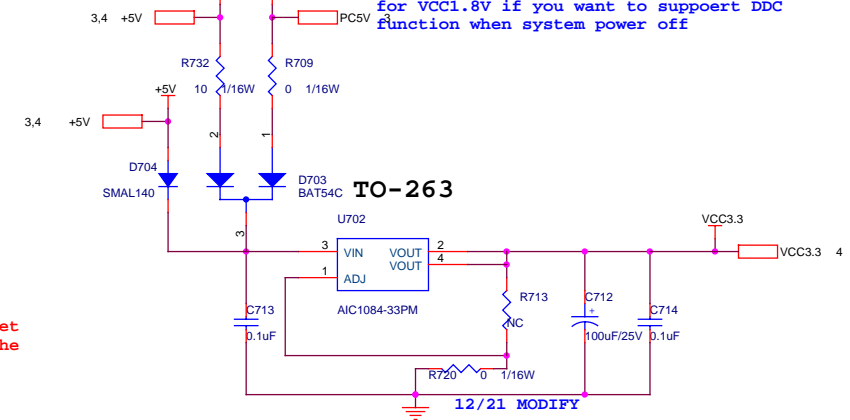 for VCC1.8V if you want to suppoert DDC
function when system power off
3,4 +5V
PC5V 3
R732
R709
10 1/16W
0 1/16W
+5V
3,4 +5V
2
1
D704
SMAL140
D703
BAT54C
TO-263
3
U702
3 VIN
VOUT 2
VOUT 4
1 ADJ
AIC1084-33PM
VCC3.3
VCC3.3 4
R713
NC
C713
0.1uF
C712
+
100uF/25V
C714
0.1uF
et
he
R720 0 1/16W
12/21 MODIFY